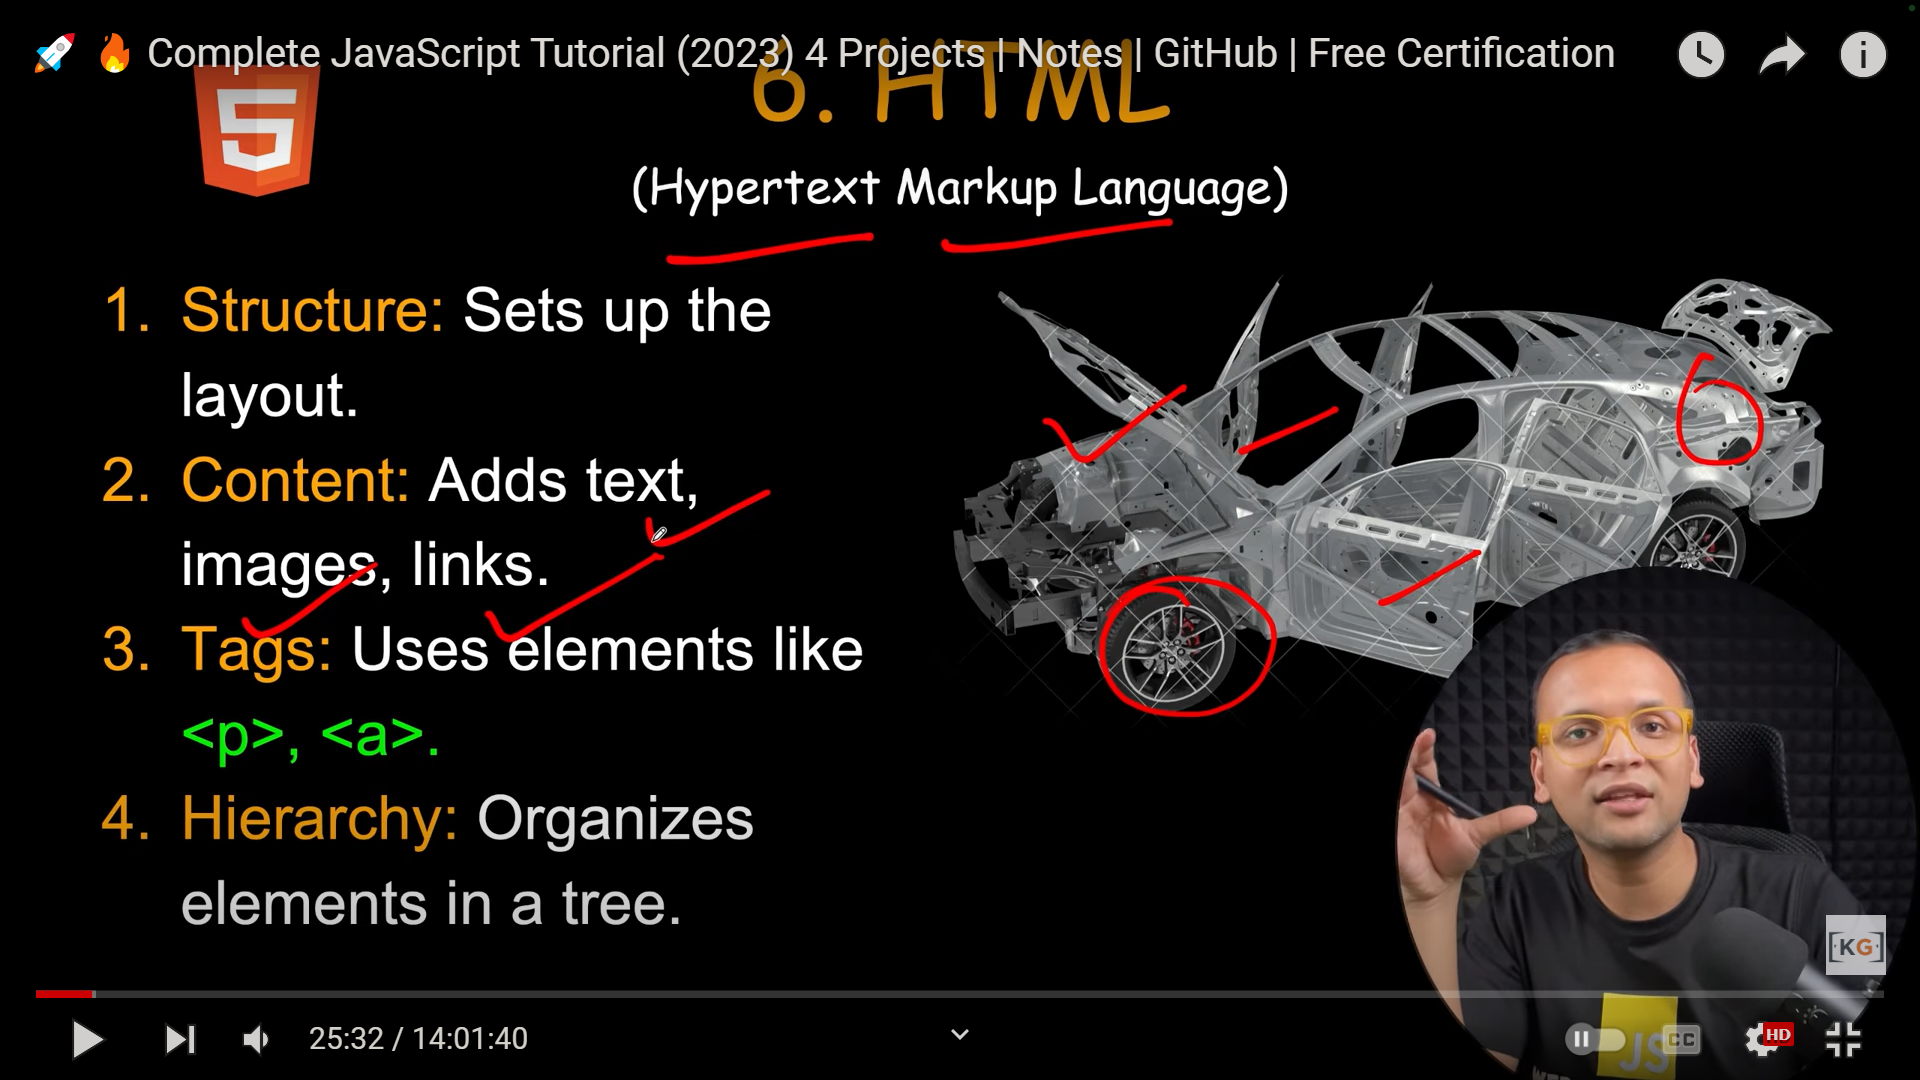 🚀 🔥 Complete JavaScript Tutorial (2023) 4 Projects | Notes | GitHub | Free Certification
5
6. HTML
(Hypertext Markup Language)
1. Structure: Sets up the
layout.
2. Content: Adds text,
images, links.
3. Tags: Uses elements like
<p>, <a>.
4. Hierarchy: Organizes
elements in a tree.
[KG]
25:32 / 14:01:40
CC
HD
JS